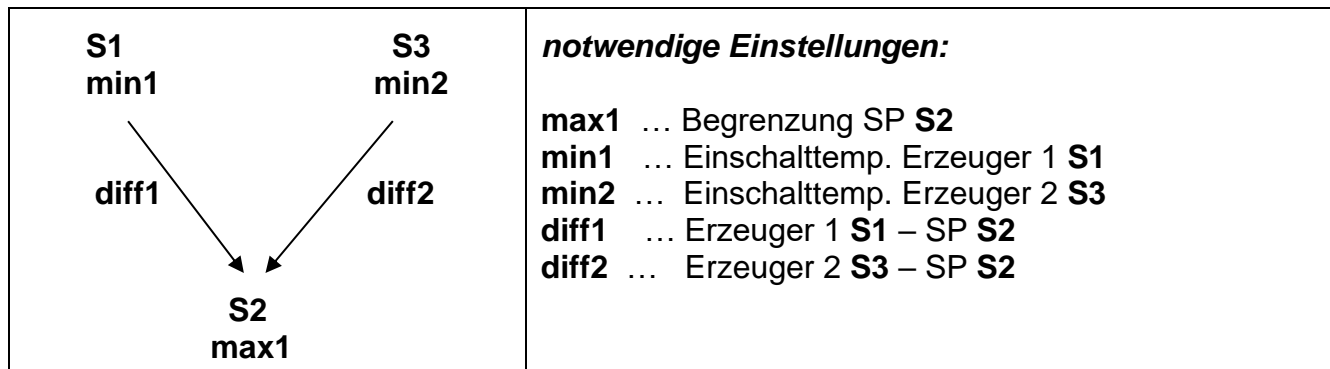 S1 S3
min1 min2
diff1 diff2
S2
max1
notwendige Einstellungen:
max1 … Begrenzung SP S2
min1 … Einschalttemp. Erzeuger 1 S1
min2 … Einschalttemp. Erzeuger 2 S3
diff1 … Erzeuger 1 S1 – SP S2
diff2 … Erzeuger 2 S3 – SP S2